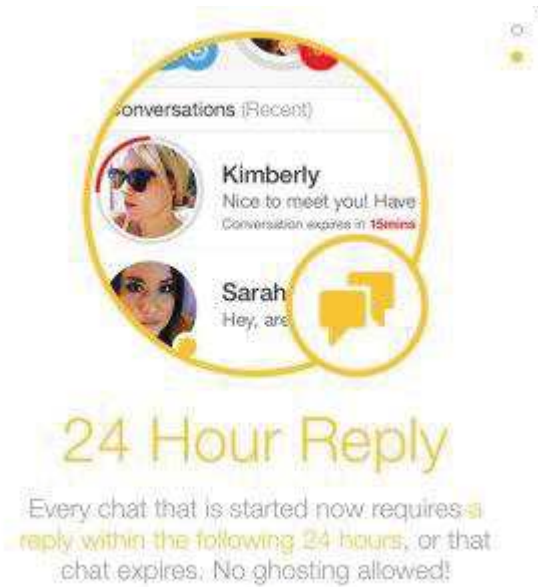 onversations (Recent)
Kimberly
Nice to meet you! Have
Conversation expires in 15mins
Sarah
Hey, are
24 Hour Reply
Every chat that is started now requires a
reply within the following 24 hours, or that
chat expires. No ghosting allowed!